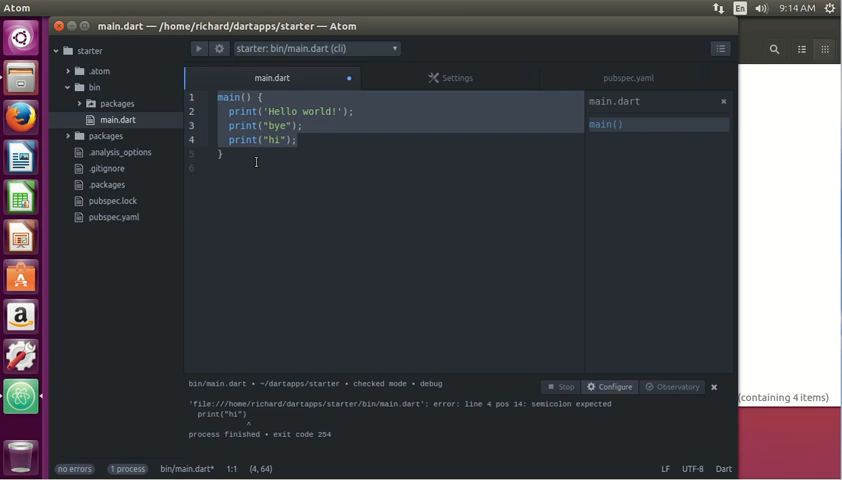 Atom
En
9:14 AM
main.dart — /home/richard/dartapps/starter — Atom
starter
.atom
bin
packages
main.dart
packages
.analysis_options
.gitignore
.packages
pubspec.lock
pubspec.yaml
starter: bin/main.dart (cli)
main.dart
Settings
pubspec.yaml
1 main() {
2 print('Hello world!');
3 print("bye");
4 print("hi");
5 }
6
main.dart
main()
bin/main.dart • ~/dartapps/starter • checked mode • debug
Stop
Configure
Observatory
'file:///home/richard/dartapps/starter/bin/main.dart': error: line 4 pos 14: semicolon expected
print("hi")
^
process finished • exit code 254
(containing 4 items)
no errors
1 process
bin/main.dart*
1:1
(4, 64)
LF
UTF-8
Dart